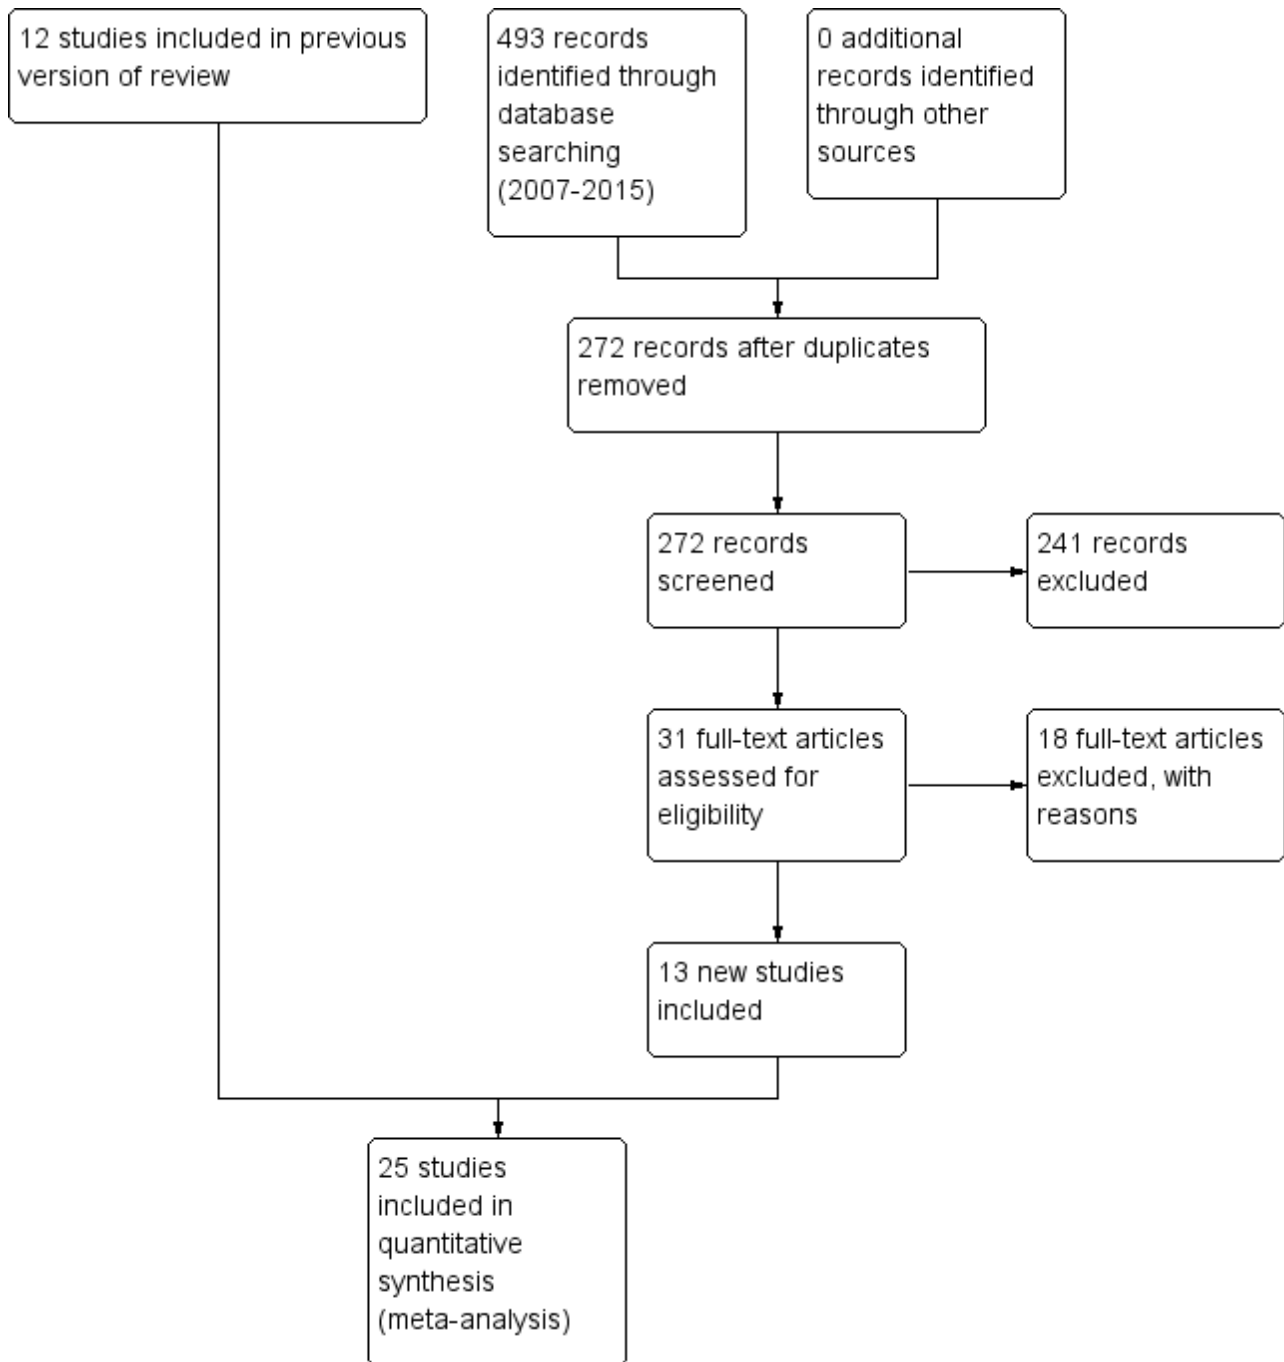 12 studies included in previous
version of review
493 records
identified through
database
searching
(2007-2015)
0 additional
records identified
through other
sources
272 records after duplicates
removed
272 records
screened
241 records
excluded
31 full-text articles
assessed for
eligibility
18 full-text articles
excluded, with
reasons
13 new studies
included
25 studies
included in
quantitative
synthesis
(meta-analysis)